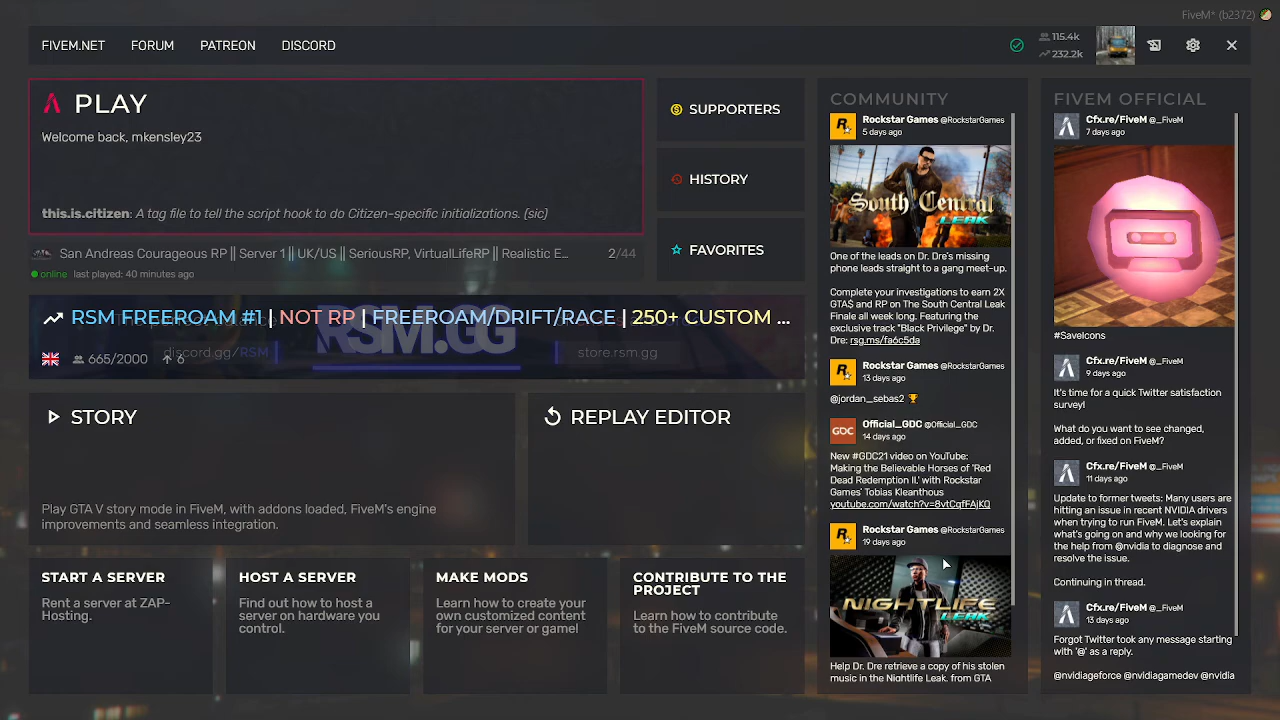 FiveM* (b2372)
FIVEM.NET
FORUM
PATREON
DISCORD
115.4k
232.2k
PLAY
Welcome back, mkensley23
this.is.citizen: A tag file to tell the script hook to do Citizen-specific initializations. (sic)
San Andreas Courageous RP || Server 1 || UK/US || SeriousRP, VirtualLifeRP || Realistic E...
2/44
online last played: 40 minutes ago
SUPPORTERS
HISTORY
FAVORITES
RSM FREEROAM #1 | NOT RP | FREEROAM/DRIFT/RACE | 250+ CUSTOM ...
RSM.GG
discord.gg/RSM
store.rsm.gg
665/2000
6
STORY
Play GTA V story mode in FiveM, with addons loaded, FiveM's engine
improvements and seamless integration.
REPLAY EDITOR
START A SERVER
Rent a server at ZAP-
Hosting.
HOST A SERVER
Find out how to host a
server on hardware you
control.
MAKE MODS
Learn how to create your
own customized content
for your server or game!
CONTRIBUTE TO THE
PROJECT
Learn how to contribute
to the FiveM source code.
COMMUNITY
Rockstar Games @RockstarGames
5 days ago
South Central
LEAK
One of the leads on Dr. Dre's missing
phone leads straight to a gang meet-up.
Complete your investigations to earn 2X
GTA$ and RP on The South Central Leak
Finale all week long. Featuring the
exclusive track "Black Privilege" by Dr.
Dre: rsg.ms/fa6c5da
Rockstar Games @RockstarGames
13 days ago
@jordan_sebas2 🏆
GDC
Official_GDC @Official_GDC
14 days ago
New #GDC21 video on YouTube:
Making the Believable Horses of 'Red
Dead Redemption II.' with Rockstar
Games' Tobias Kleanthous
youtube.com/watch?v=8vtCgfFAjKQ
Rockstar Games @RockstarGames
19 days ago
NIGHTLIFE
LEAK
Help Dr. Dre retrieve a copy of his stolen
music in the Nightlife Leak, from GTA
FIVEM OFFICIAL
Cfx.re/FiveM @_FiveM
7 days ago
#SaveIcons
Cfx.re/FiveM @_FiveM
9 days ago
It's time for a quick Twitter satisfaction
survey!
What do you want to see changed,
added, or fixed on FiveM?
Cfx.re/FiveM @_FiveM
11 days ago
Update to former tweets: Many users are
hitting an issue in recent NVIDIA drivers
when trying to run FiveM. Let's explain
what's going on and why we looking for
the help from @nvidia to diagnose and
resolve the issue.
Continuing in thread.
Cfx.re/FiveM @_FiveM
13 days ago
Forgot Twitter took any message starting
with '@' as a reply.
@nvidiageforce @nvidiagamedev @nvidia